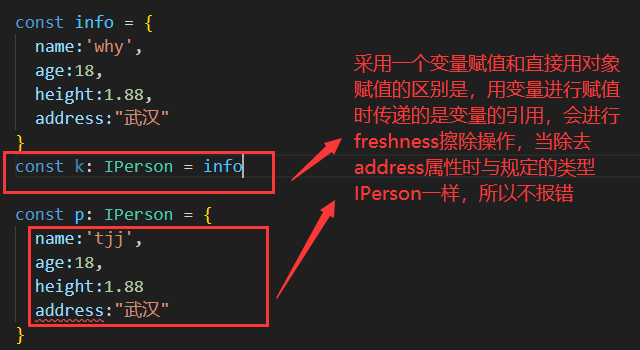 const info = {
name:'why',
age:18,
height:1.88,
address:"武汉"
}
const k: IPerson = info
const p: IPerson = {
name:'tjj',
age:18,
height:1.88
address:"武汉"
}
采用一个变量赋值和直接用对象
赋值的区别是，用变量进行赋值
时传递的是变量的引用，会进行
freshness擦除操作，当除去
address属性时与规定的类型
IPerson一样，所以不报错